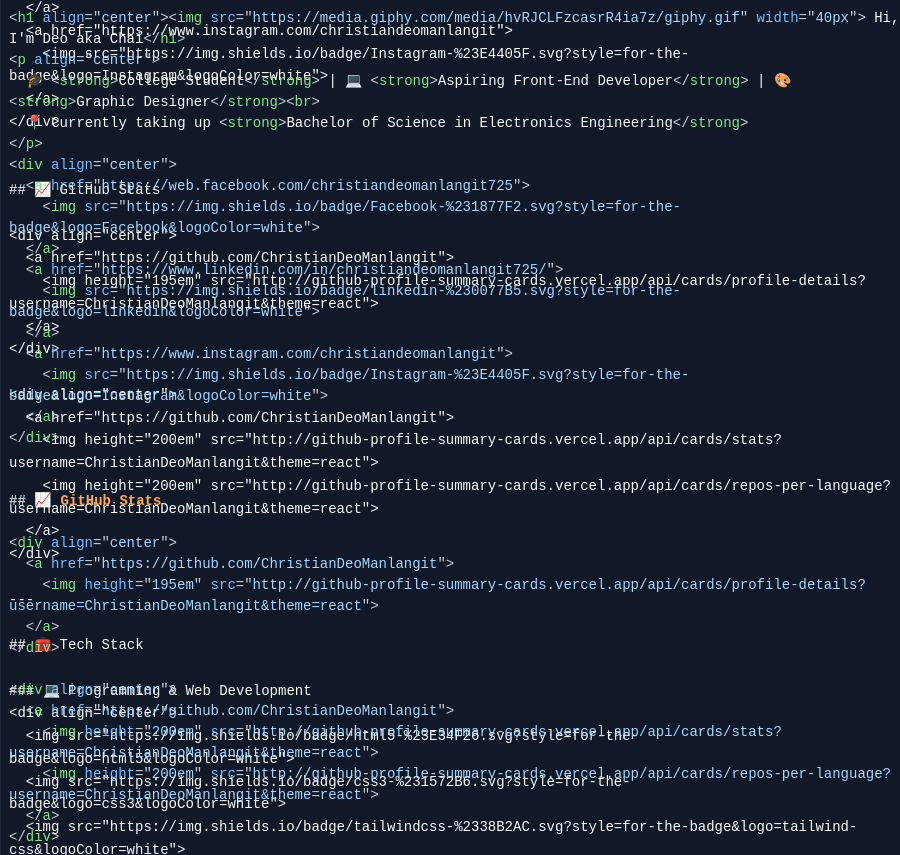 </a>
<h1 align="center"><img src="https://media.giphy.com/media/hvRJCLFzcasrR4ia7z/giphy.gif" width="40px"> Hi,
<a href="https://www.instagram.com/christiandeomanlangit">
I'm Deo aka Chai</h1>
<img src="https://img.shields.io/badge/Instagram-%23E4405F.svg?style=for-the-
<p align="center">
badge&logo=Instagram&logoColor=white">
🎓 <strong>College Student</strong> | 💻 <strong>Aspiring Front-End Developer</strong> | 🎨
</a>
<strong>Graphic Designer</strong><br>
</div>
📍 Currently taking up <strong>Bachelor of Science in Electronics Engineering</strong>
</p>
<div align="center">
<a href="https://web.facebook.com/christiandeomanlangit725">
## 📈 GitHub Stats
<img src="https://img.shields.io/badge/Facebook-%231877F2.svg?style=for-the-
badge&logo=Facebook&logoColor=white">
<div align="center">
</a>
<a href="https://github.com/ChristianDeoManlangit">
<a href="https://www.linkedin.com/in/christiandeomanlangit725/">
<img height="195em" src="http://github-profile-summary-cards.vercel.app/api/cards/profile-details?
<img src="https://img.shields.io/badge/linkedin-%230077B5.svg?style=for-the-
username=ChristianDeoManlangit&theme=react">
badge&logo=linkedin&logoColor=white">
</a>
</a>
</div>
<a href="https://www.instagram.com/christiandeomanlangit">
<img src="https://img.shields.io/badge/Instagram-%23E4405F.svg?style=for-the-
<div align="center">
badge&logo=Instagram&logoColor=white">
</a>
<a href="https://github.com/ChristianDeoManlangit">
</div>
<img height="200em" src="http://github-profile-summary-cards.vercel.app/api/cards/stats?
username=ChristianDeoManlangit&theme=react">
<img height="200em" src="http://github-profile-summary-cards.vercel.app/api/cards/repos-per-language?
## 📈 GitHub Stats
username=ChristianDeoManlangit&theme=react">
</a>
<div align="center">
</div>
<a href="https://github.com/ChristianDeoManlangit">
<img height="195em" src="http://github-profile-summary-cards.vercel.app/api/cards/profile-details?
---
username=ChristianDeoManlangit&theme=react">
</a>
## 🧰 Tech Stack
</div>
<div align="center">
### 💻 Programming & Web Development
<a href="https://github.com/ChristianDeoManlangit">
<div align="center">
<img height="200em" src="http://github-profile-summary-cards.vercel.app/api/cards/stats?
<img src="https://img.shields.io/badge/html5-%23E34F26.svg?style=for-the-
username=ChristianDeoManlangit&theme=react">
badge&logo=html5&logoColor=white">
<img height="200em" src="http://github-profile-summary-cards.vercel.app/api/cards/repos-per-language?
<img src="https://img.shields.io/badge/css3-%231572B6.svg?style=for-the-
username=ChristianDeoManlangit&theme=react">
badge&logo=css3&logoColor=white">
</a>
<img src="https://img.shields.io/badge/tailwindcss-%2338B2AC.svg?style=for-the-badge&logo=tailwind-
</div>
css&logoColor=white">